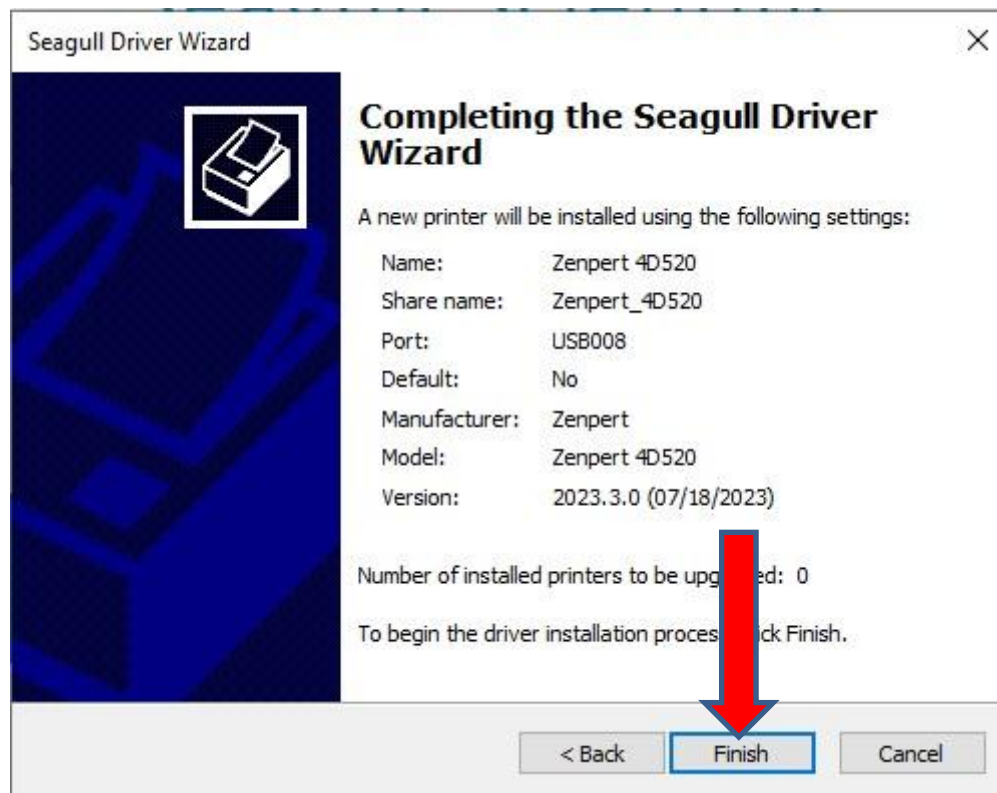 Seagull Driver Wizard
Completing the Seagull Driver
Wizard
A new printer will be installed using the following settings:
Name: Zenpert 4D520
Share name: Zenpert_4D520
Port: USB008
Default: No
Manufacturer: Zenpert
Model: Zenpert 4D520
Version: 2023.3.0 (07/18/2023)
Number of installed printers to be ed: 0
To begin the driver installation Finish.
< Back Finish Cancel